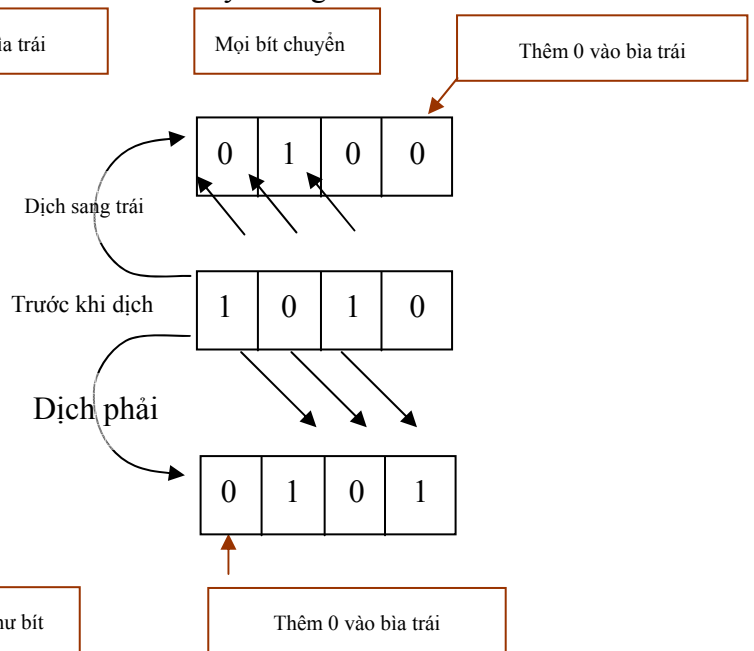 ìa trái
Mọi bít chuyển
Thêm 0 vào bìa trái
0 1 0 0
Dịch sang trái
Trước khi dịch
1 0 1 0
Dịch phải
0 1 0 1
ư bít
Thêm 0 vào bìa trái